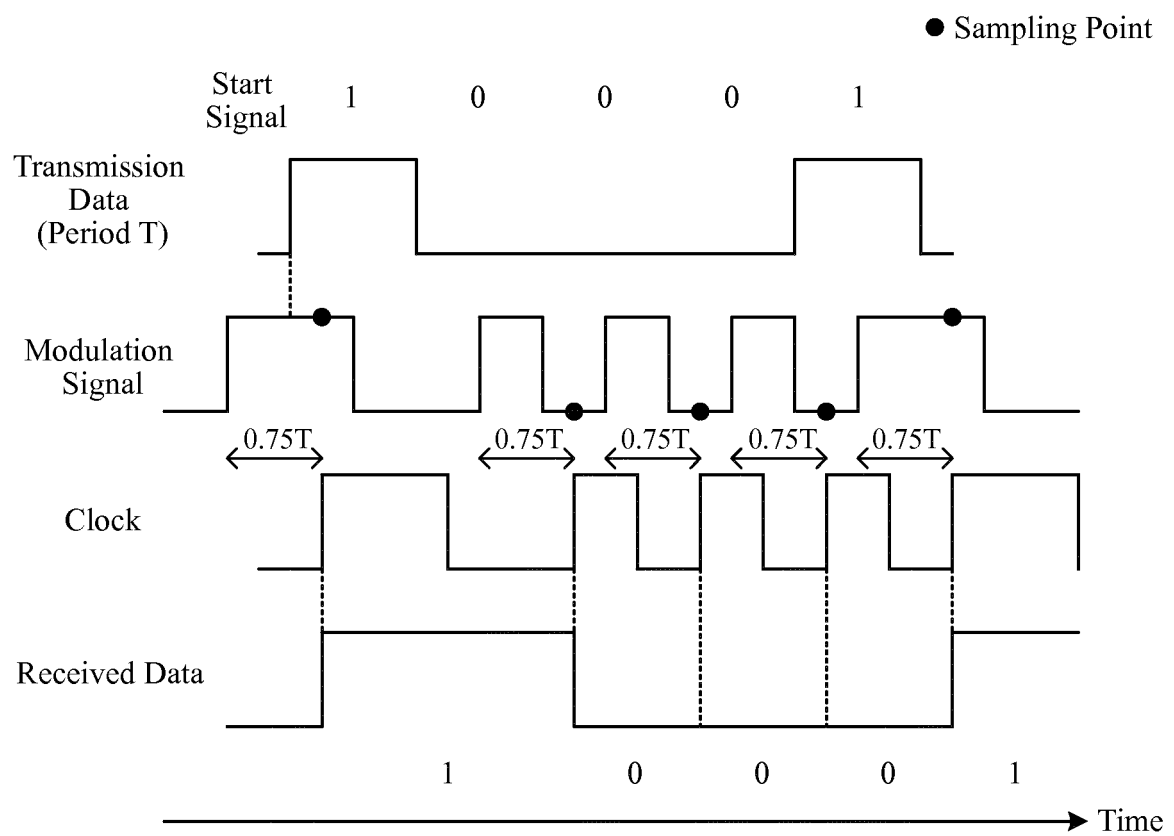 Sampling Point
Start
Signal
1 0 0 0 1
Transmission
Data
(Period T)
Modulation
Signal
0.75T 0.75T 0.75T 0.75T 0.75T
Clock
Received Data
1 0 0 0 1
Time